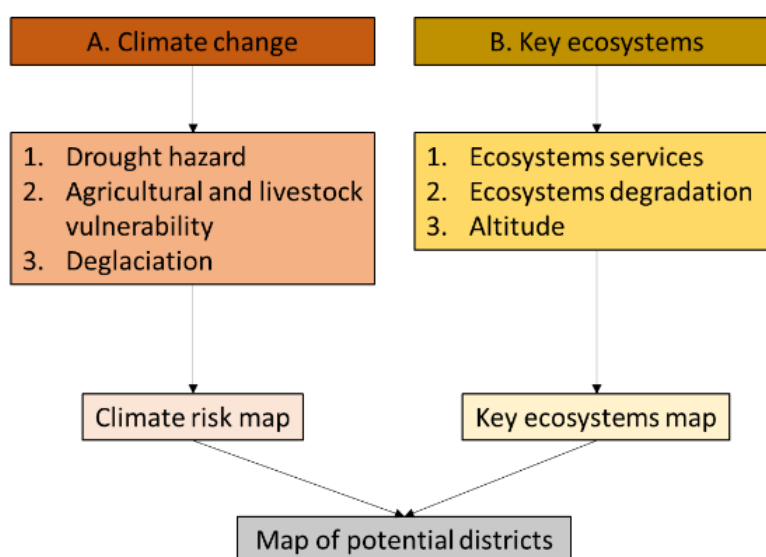 A. Climate change
B. Key ecosystems
1. Drought hazard
2. Agricultural and livestock
vulnerability
3. Deglaciation
1. Ecosystems services
2. Ecosystems degradation
3. Altitude
Climate risk map
Key ecosystems map
Map of potential districts